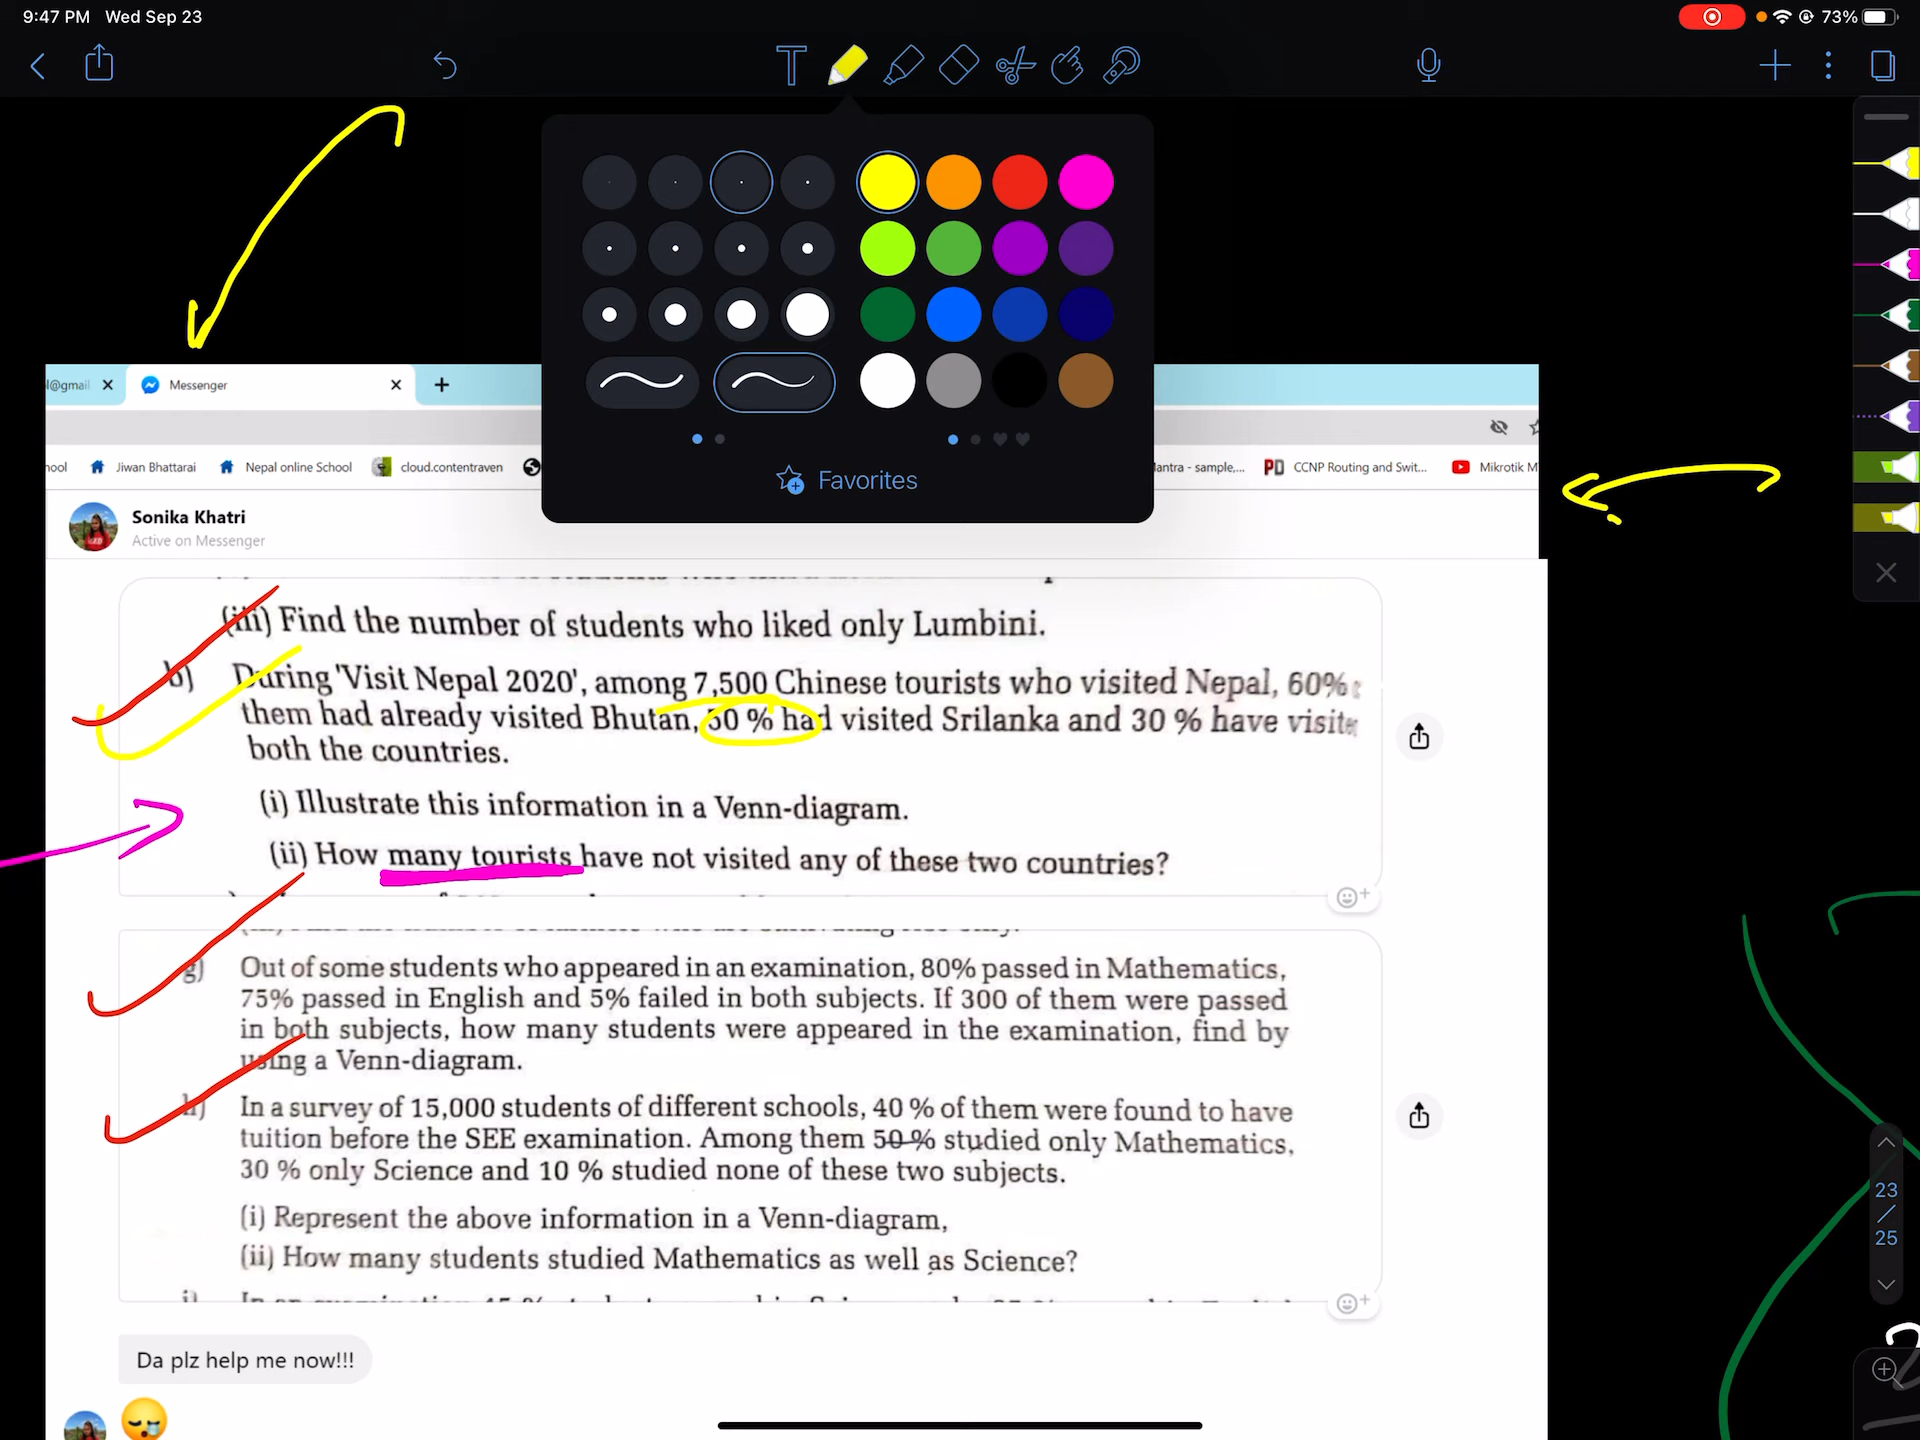 9:47 PM Wed Sep 23
73%
T
l@gmail
Messenger
Jiwan Bhattarai
Nepal online School
cloud.contentraven
CCNP Routing and Swit...
Mikrotik M
Favorites
Sonika Khatri
Active on Messenger
(iii) Find the number of students who liked only Lumbini.
b) During 'Visit Nepal 2020', among 7,500 Chinese tourists who visited Nepal, 60%
them had already visited Bhutan, 50 % had visited Srilanka and 30 % have visite
both the countries.
(i) Illustrate this information in a Venn-diagram.
(ii) How many tourists have not visited any of these two countries?
g) Out of some students who appeared in an examination, 80% passed in Mathematics,
75% passed in English and 5% failed in both subjects. If 300 of them were passed
in both subjects, how many students were appeared in the examination, find by
using a Venn-diagram.
h) In a survey of 15,000 students of different schools, 40 % of them were found to have
tuition before the SEE examination. Among them 50 % studied only Mathematics,
30 % only Science and 10 % studied none of these two subjects.
(i) Represent the above information in a Venn-diagram,
(ii) How many students studied Mathematics as well as Science?
Da plz help me now!!!
23
/
25